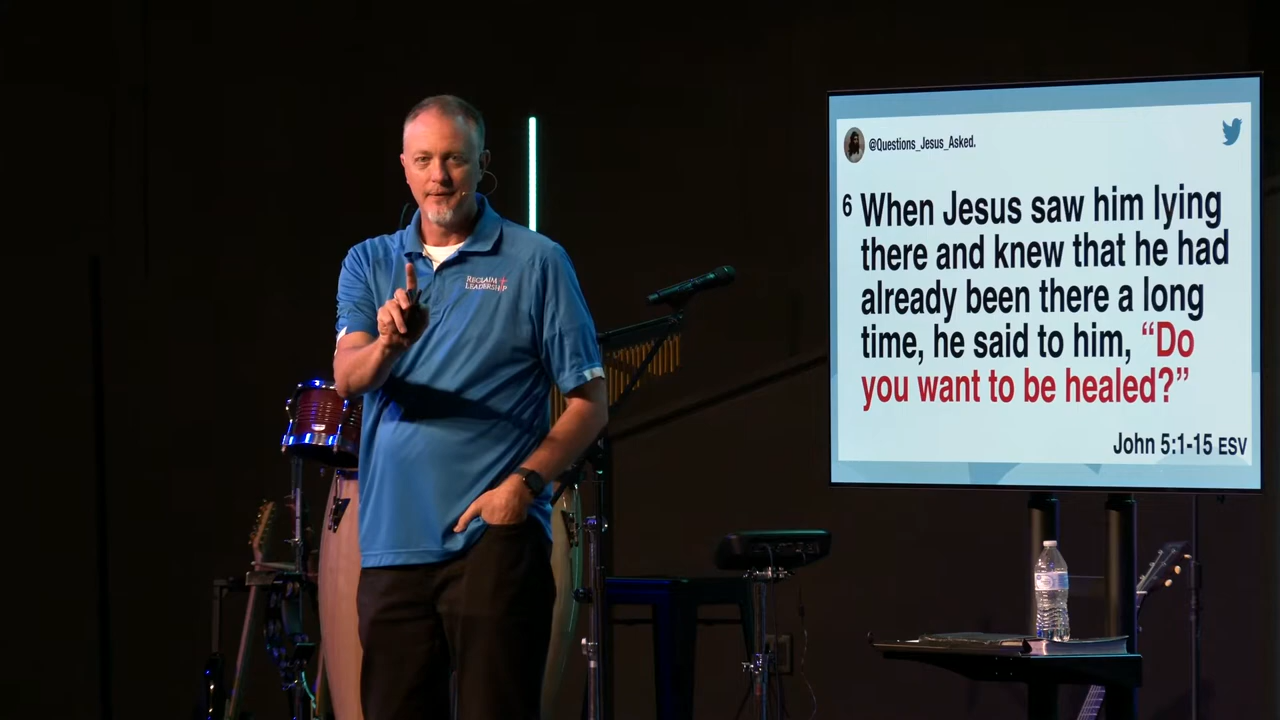 RECLAIM
LEADERSHIP
@Questions_Jesus_Asked.
6 When Jesus saw him lying
there and knew that he had
already been there a long
time, he said to him, “Do
you want to be healed?”
John 5:1-15 ESV